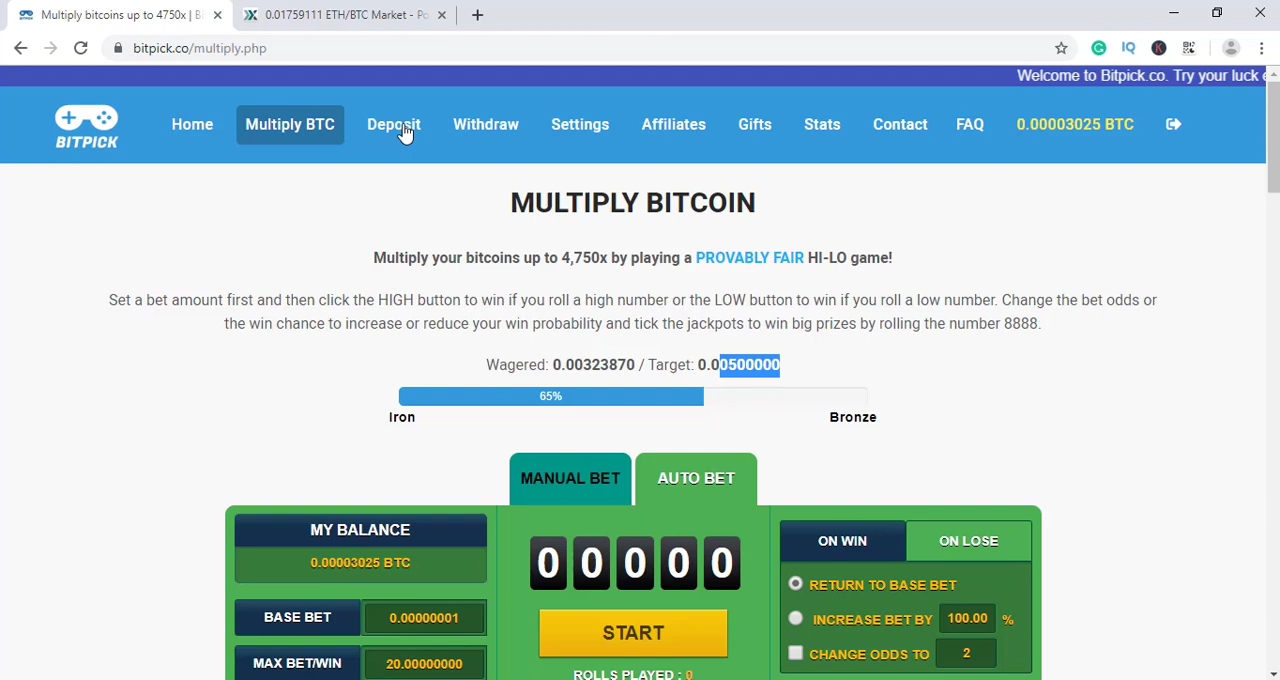 Multiply bitcoins up to 4750x | Bi
0.01759111 ETH/BTC Market - Po
bitpick.co/multiply.php
Welcome to Bitpick.co. Try your luck e
BITPICK
Home
Multiply BTC
Deposit
Withdraw
Settings
Affiliates
Gifts
Stats
Contact
FAQ
0.00003025 BTC
MULTIPLY BITCOIN
Multiply your bitcoins up to 4,750x by playing a PROVABLY FAIR HI-LO game!
Set a bet amount first and then click the HIGH button to win if you roll a high number or the LOW button to win if you roll a low number. Change the bet odds or
the win chance to increase or reduce your win probability and tick the jackpots to win big prizes by rolling the number 8888.
Wagered: 0.00323870 / Target: 0.00500000
65%
Iron
Bronze
MANUAL BET
AUTO BET
MY BALANCE
0.00003025 BTC
BASE BET
0.00000001
MAX BET/WIN
20.00000000
0 0 0 0 0
START
ROLLS PLAYED : 0
ON WIN
ON LOSE
RETURN TO BASE BET
INCREASE BET BY 100.00 %
CHANGE ODDS TO 2